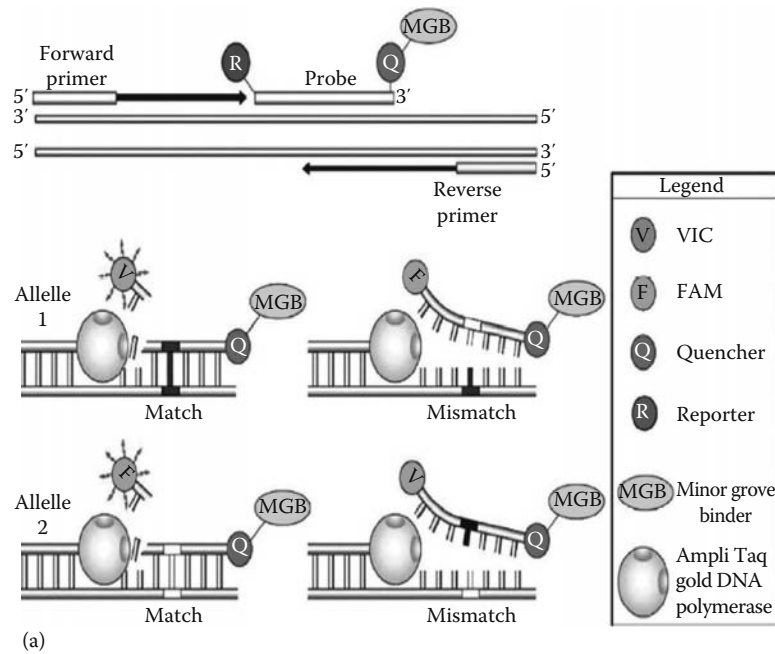 MGB
Forward
primer
R
Q
Probe
5′
3′
3′
5′
5′
3′
5′
Reverse
primer
Legend
V VIC
F FAM
Q Quencher
R Reporter
MGB Minor grove
binder
Ampli Taq
gold DNA
polymerase
Allele
1
V
MGB
Q
Match
F
MGB
Q
Mismatch
Allele
2
F
MGB
Q
Match
V
MGB
Q
Mismatch
(a)